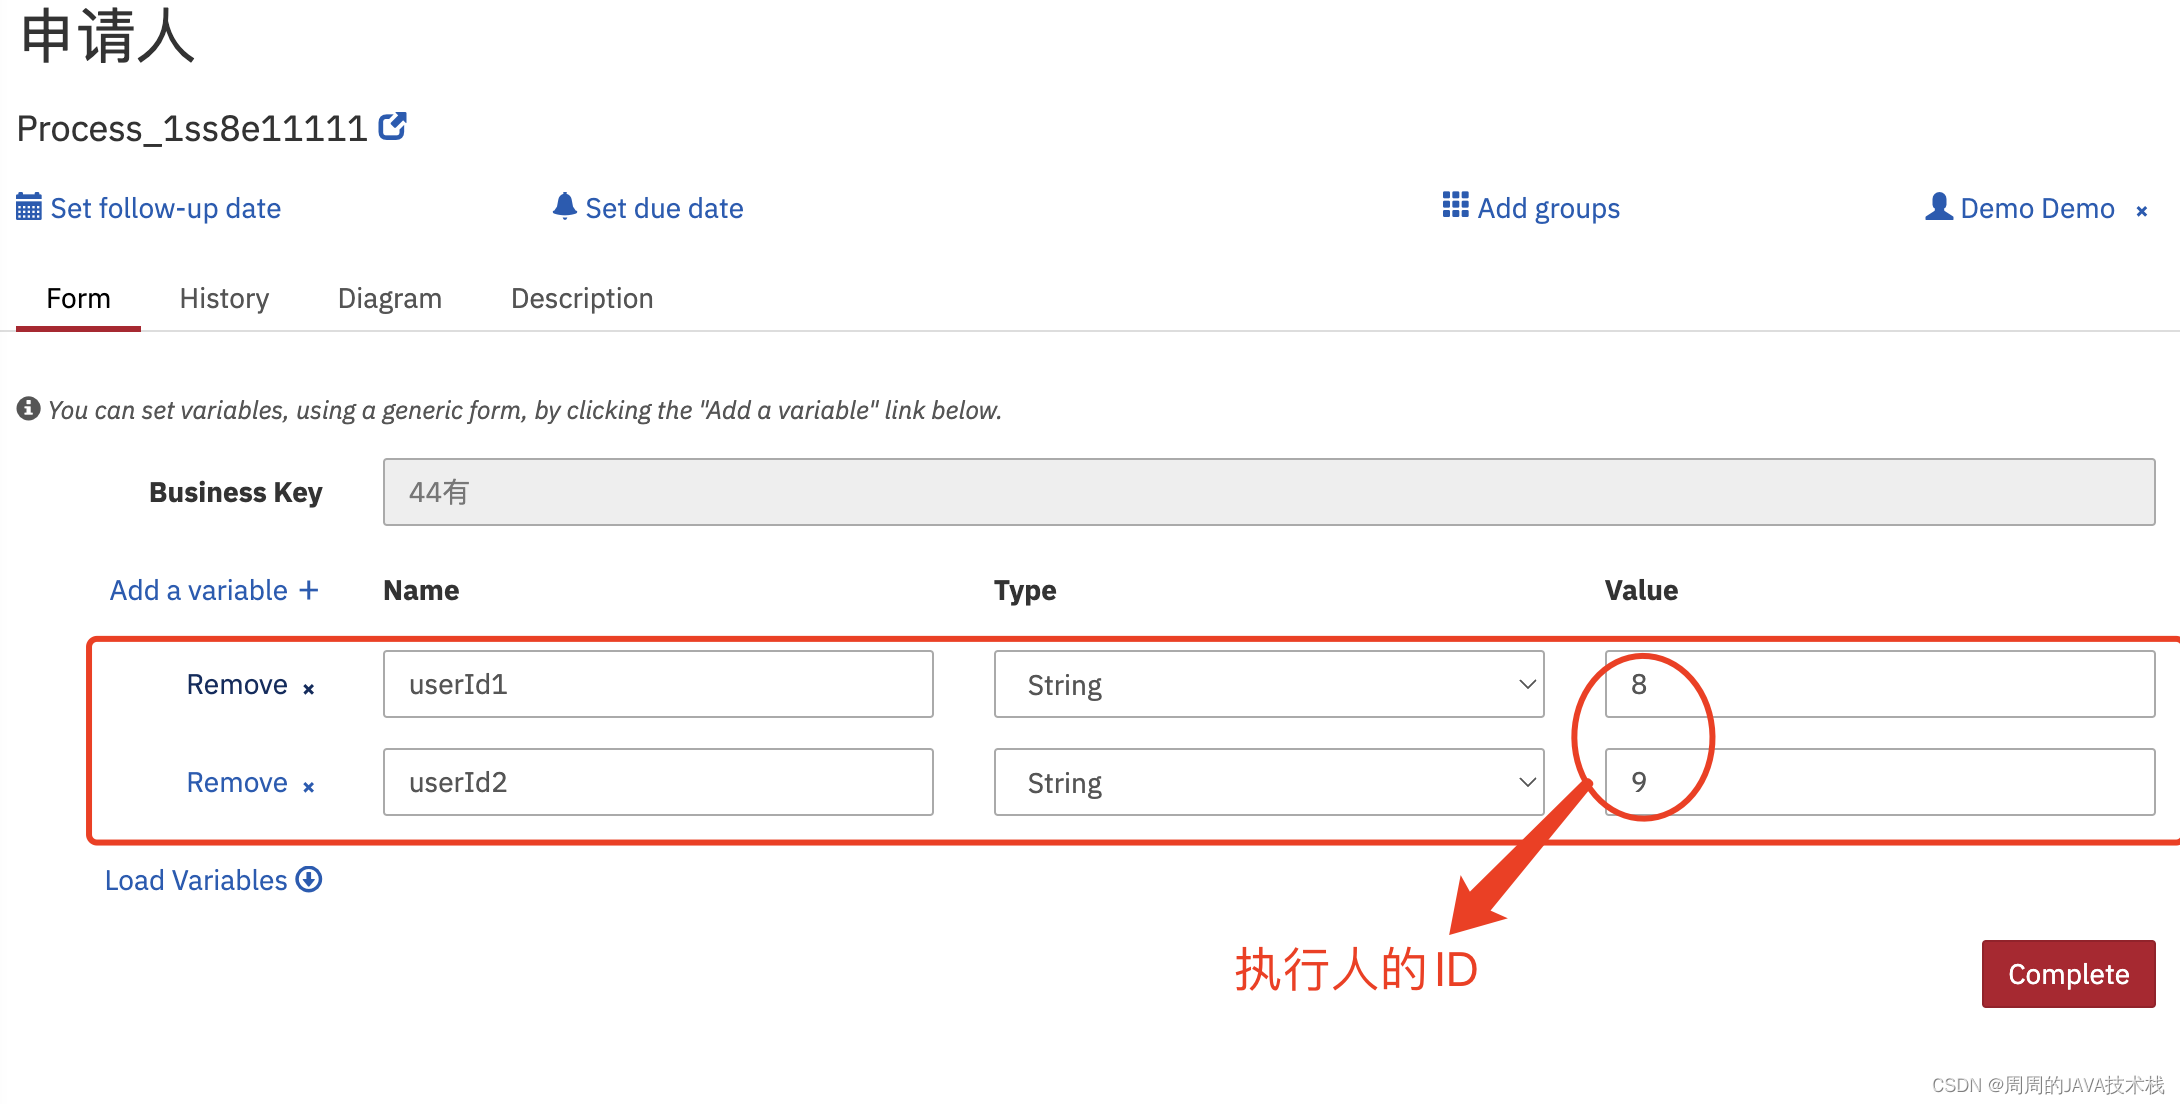 申请人
Process_1ss8e11111
Set follow-up date Set due date Add groups Demo Demo ×
Form History Diagram Description
You can set variables, using a generic form, by clicking the "Add a variable" link below.
Business Key 44有
Add a variable + Name Type Value
Remove × userId1 String 8
Remove × userId2 String 9
Load Variables
执行人的ID
Complete
CSDN @周周的JAVA技术栈